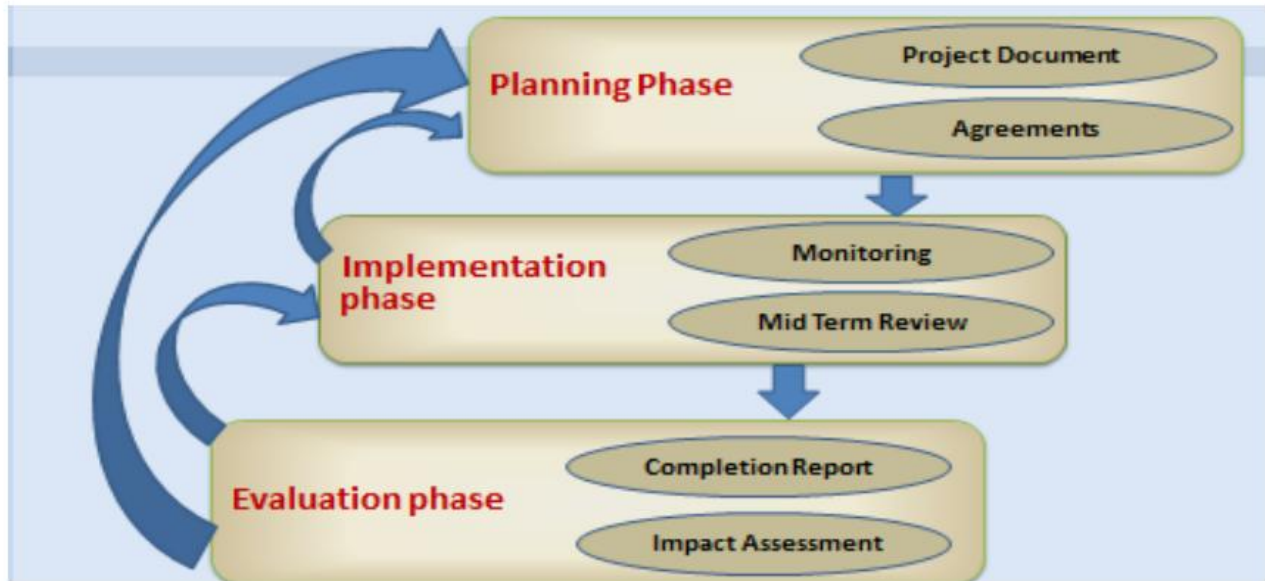 Planning Phase
Project Document
Agreements
Implementation
phase
Monitoring
Mid Term Review
Evaluation phase
Completion Report
Impact Assessment